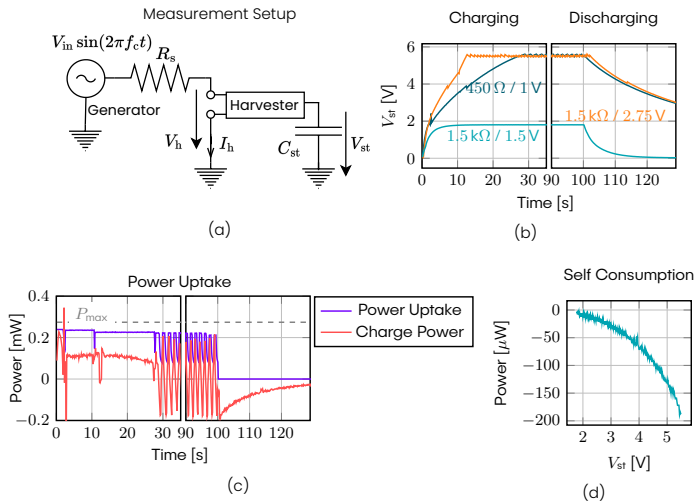 Measurement Setup
V_in sin(2πf_c t)
R_s
Generator
Harvester
V_h
I_h
C_st
V_st
(a)
Charging
Discharging
V_st [V]
6
4
2
0
450 Ω / 1 V
1.5 kΩ / 2.75 V
1.5 kΩ / 1.5 V
0 10 20 30 90 100 110 120
Time [s]
(b)
Power Uptake
Power [mW]
0.4
0.2
0
−0.2
P_max
0 10 20 30 90 100 110 120
Time [s]
Power Uptake
Charge Power
(c)
Self Consumption
Power [μW]
0
−50
−100
−150
−200
2 3 4 5
V_st [V]
(d)